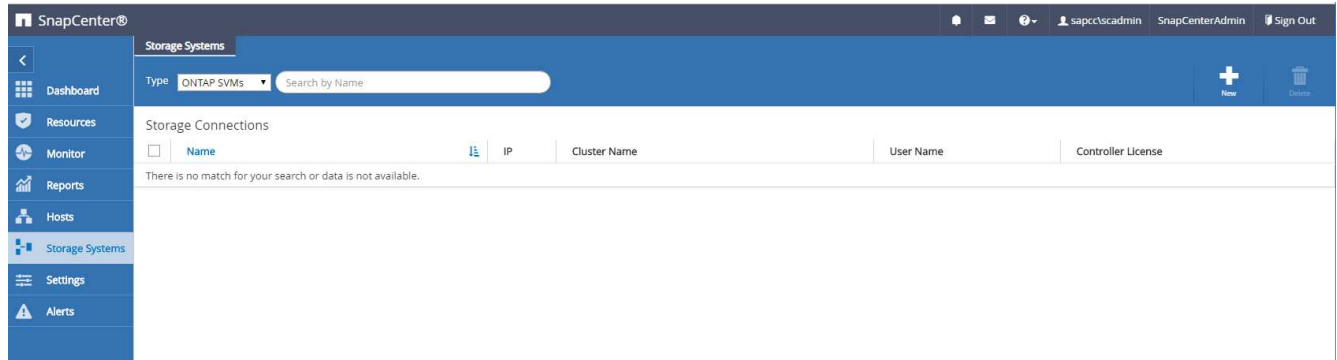 SnapCenter®
sapcc\scadmin SnapCenterAdmin Sign Out
Storage Systems
Type ONTAP SVMs Search by Name
New Delete
Dashboard
Resources
Monitor
Reports
Hosts
Storage Systems
Settings
Alerts
Storage Connections
Name IP Cluster Name User Name Controller License
There is no match for your search or data is not available.